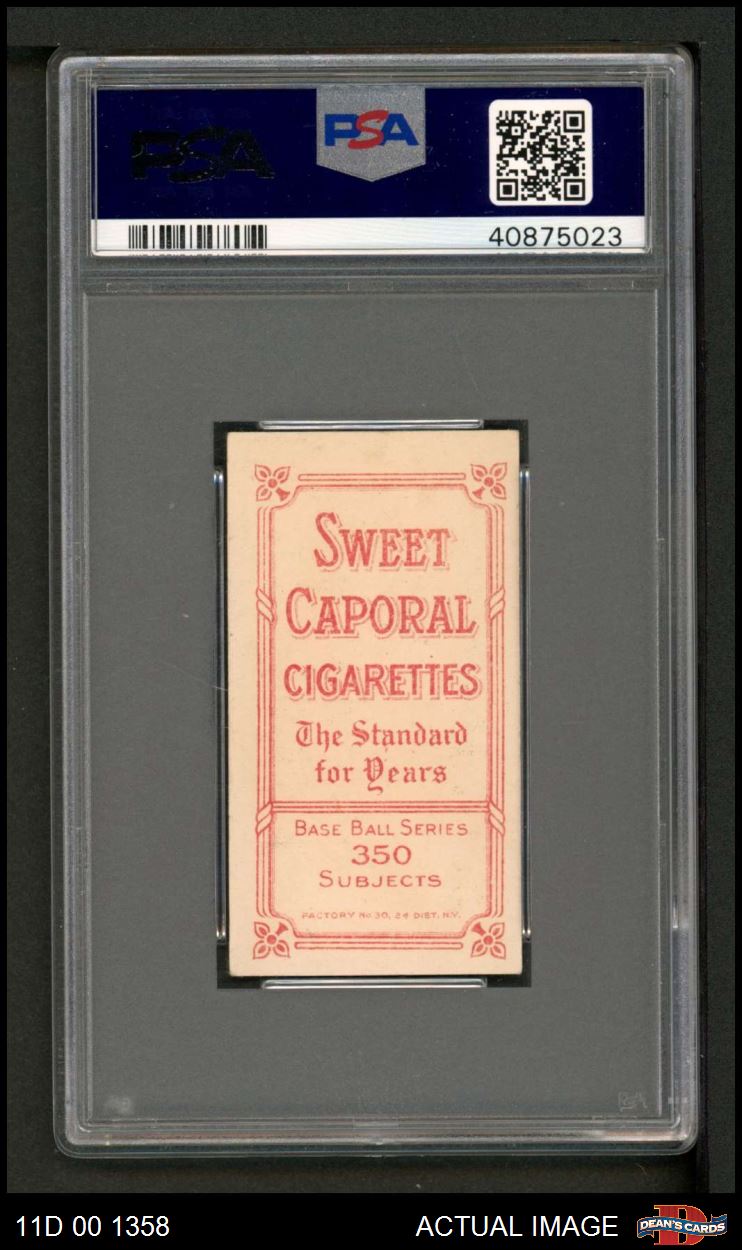 PSA
PSA
40875023
SWEET
CAPORAL
CIGARETTES
The Standard
for Years
BASE BALL SERIES
350
SUBJECTS
FACTORY No 30, 2d DIST. N.Y.
PSA
11D 00 1358
ACTUAL IMAGE
D
DEAN'S CARDS